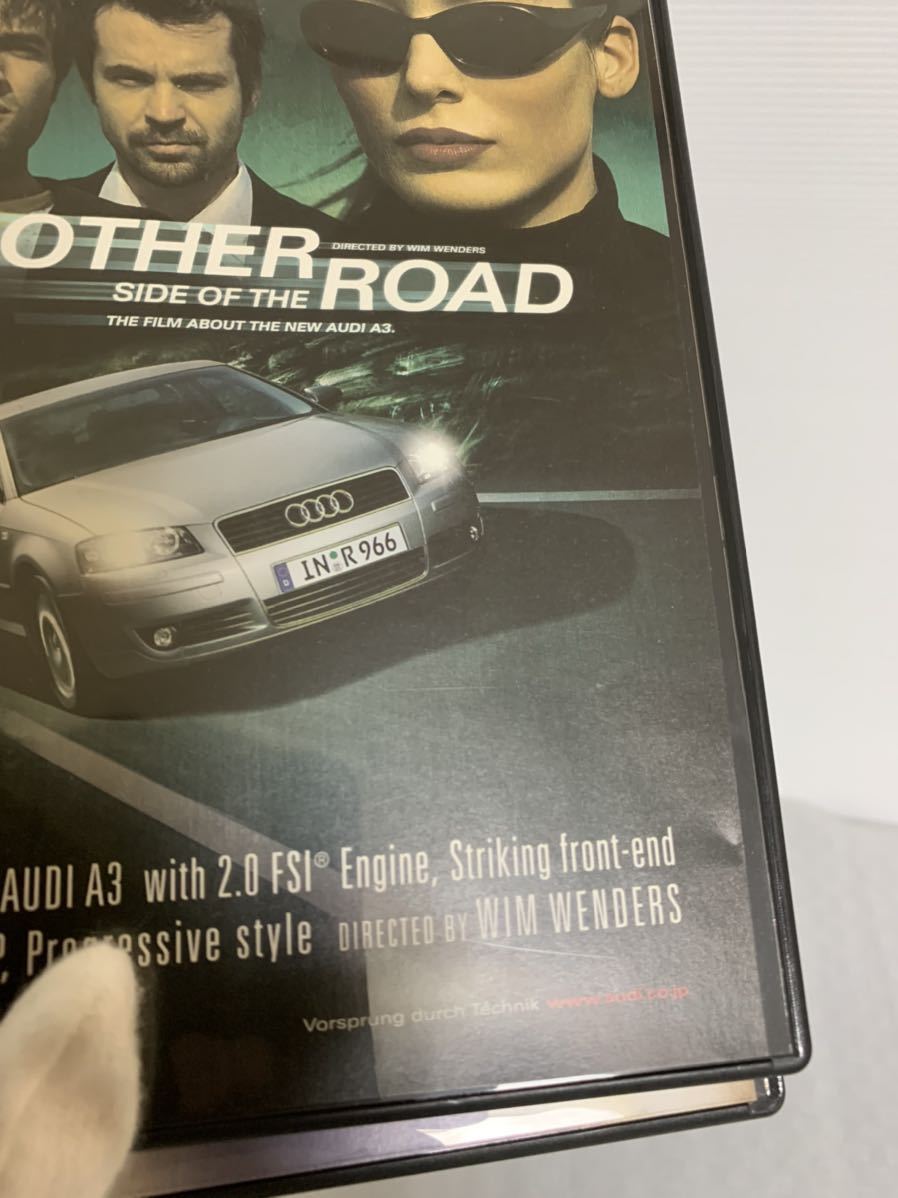 OTHER
DIRECTED BY WIM WENDERS
SIDE OF THE ROAD
THE FILM ABOUT THE NEW AUDI A3.
IN R 966
D
AUDI A3 with 2.0 FSI® Engine, Striking front-end
Progressive style DIRECTED BY WIM WENDERS
Vorsprung durch Technik www.audi.co.jp